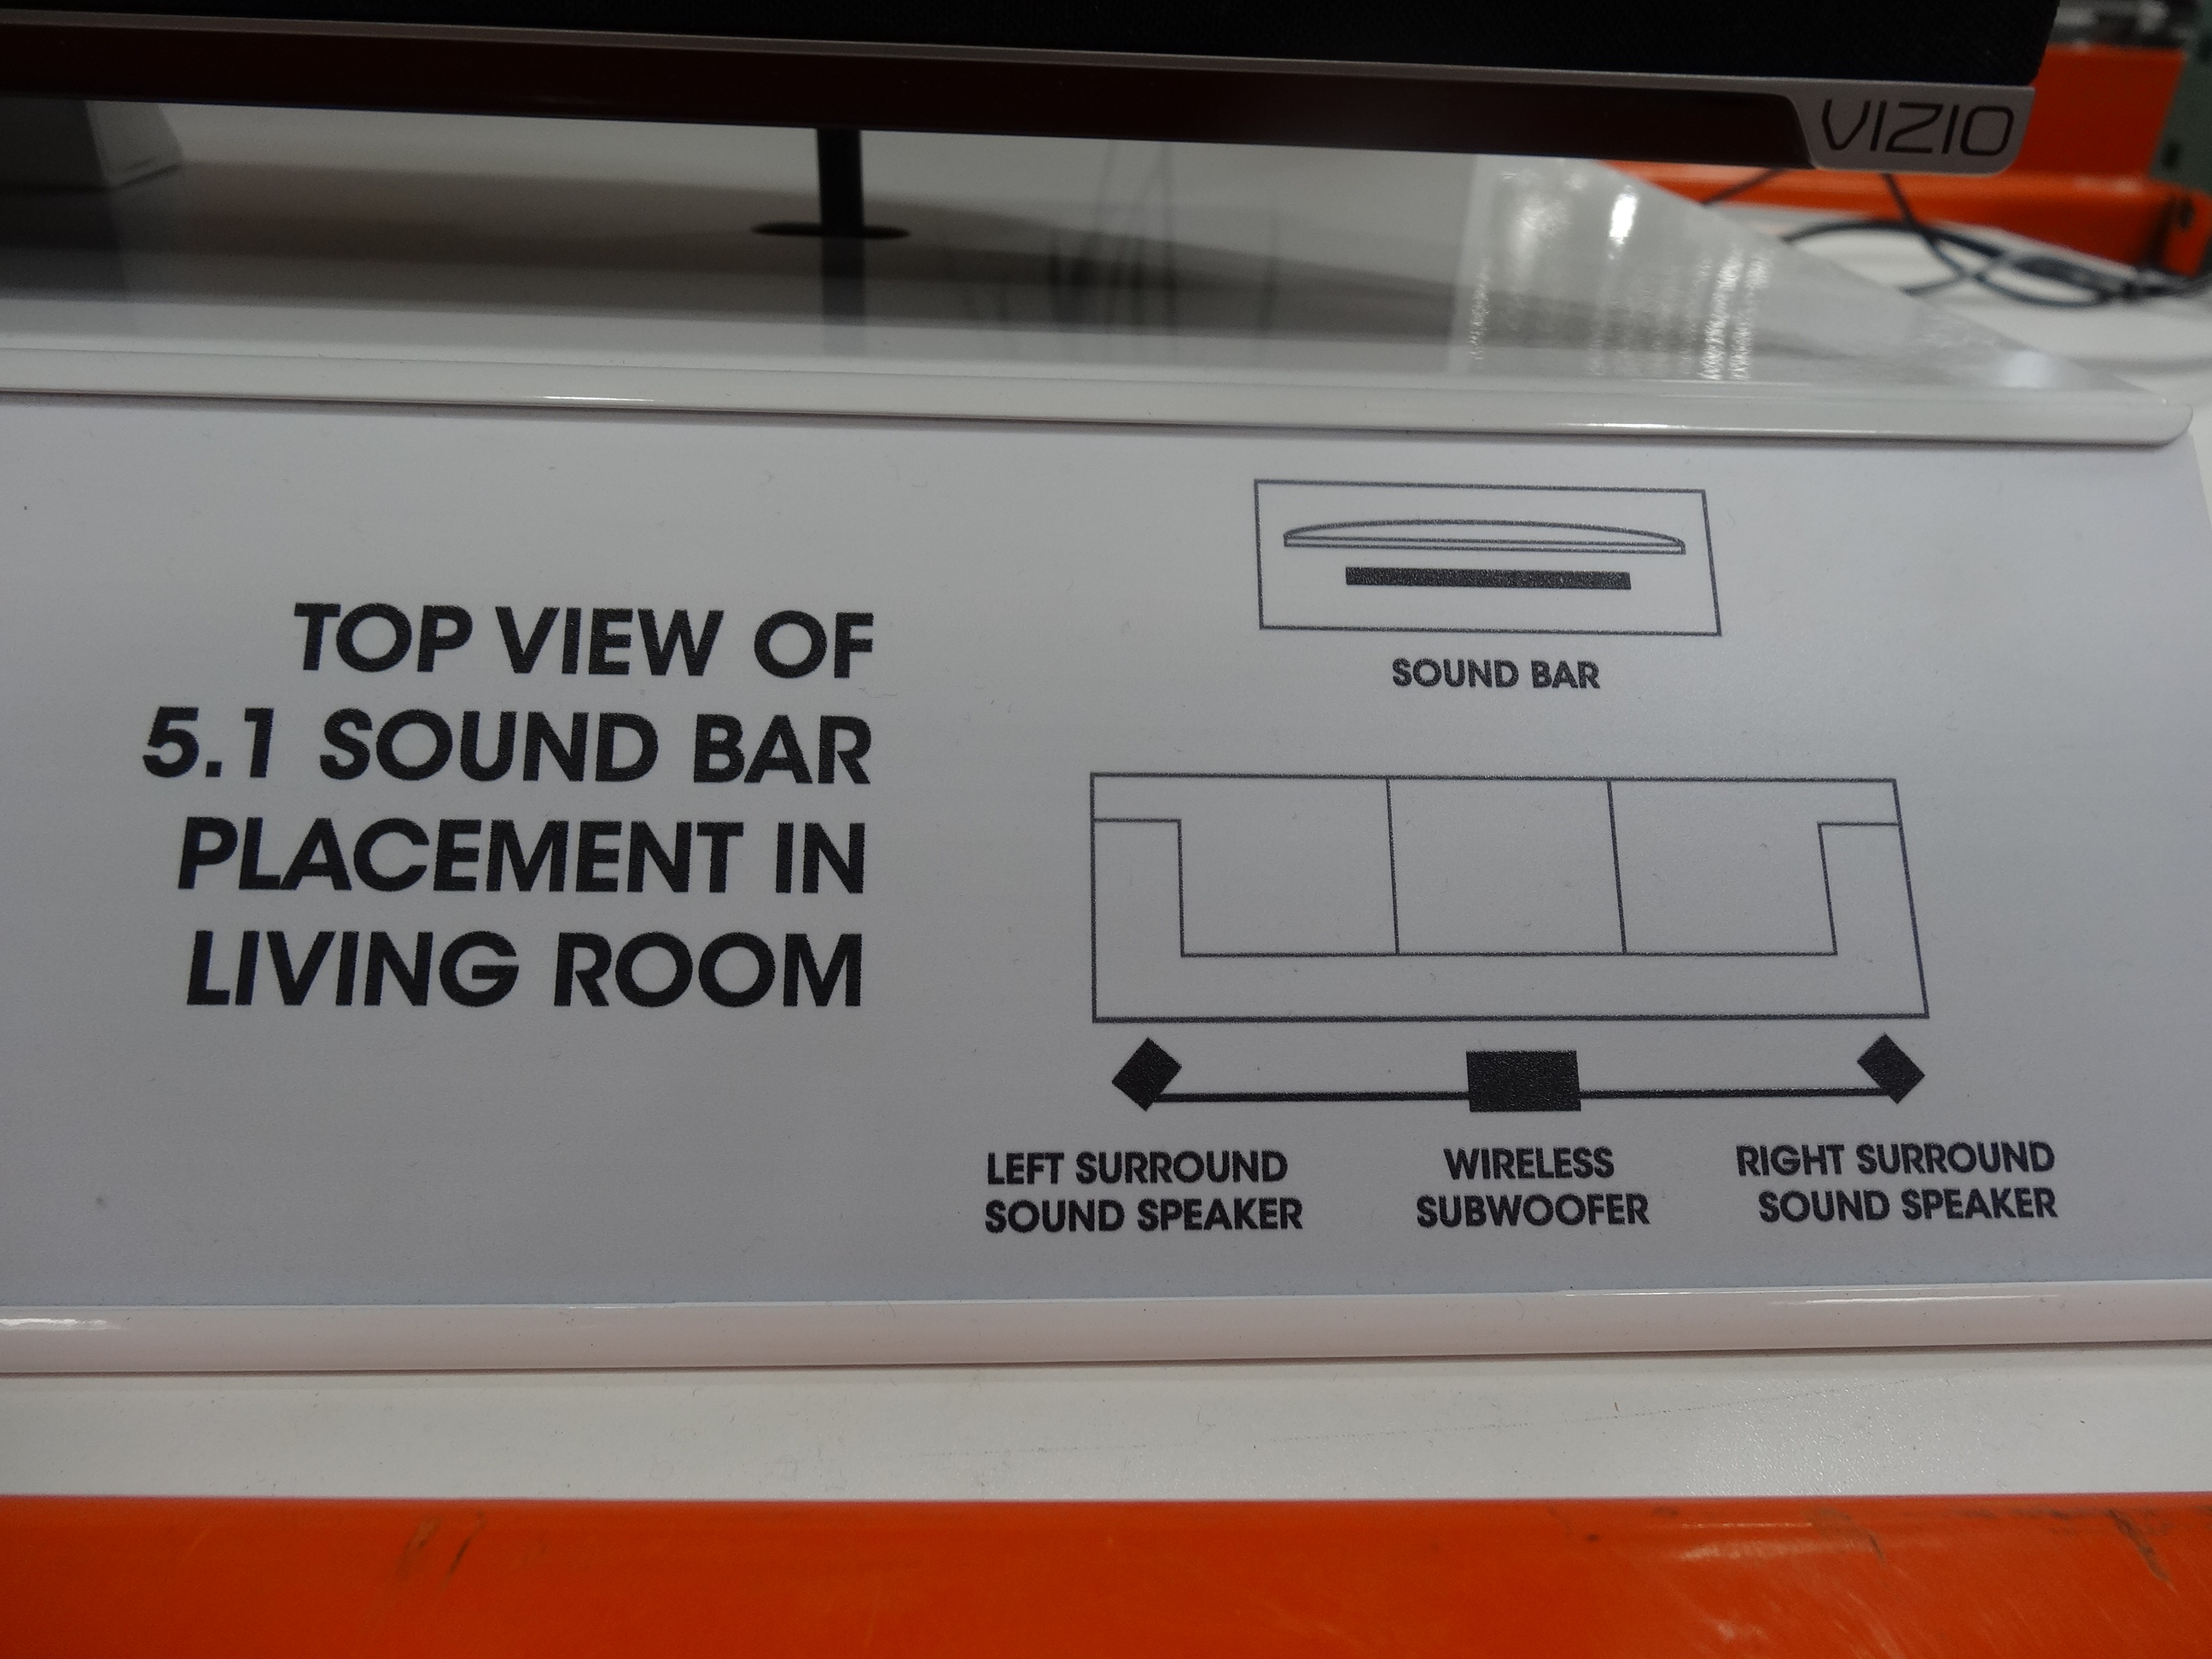 VIZIO
TOP VIEW OF
5.1 SOUND BAR
PLACEMENT IN
LIVING ROOM
SOUND BAR
LEFT SURROUND
SOUND SPEAKER
WIRELESS
SUBWOOFER
RIGHT SURROUND
SOUND SPEAKER